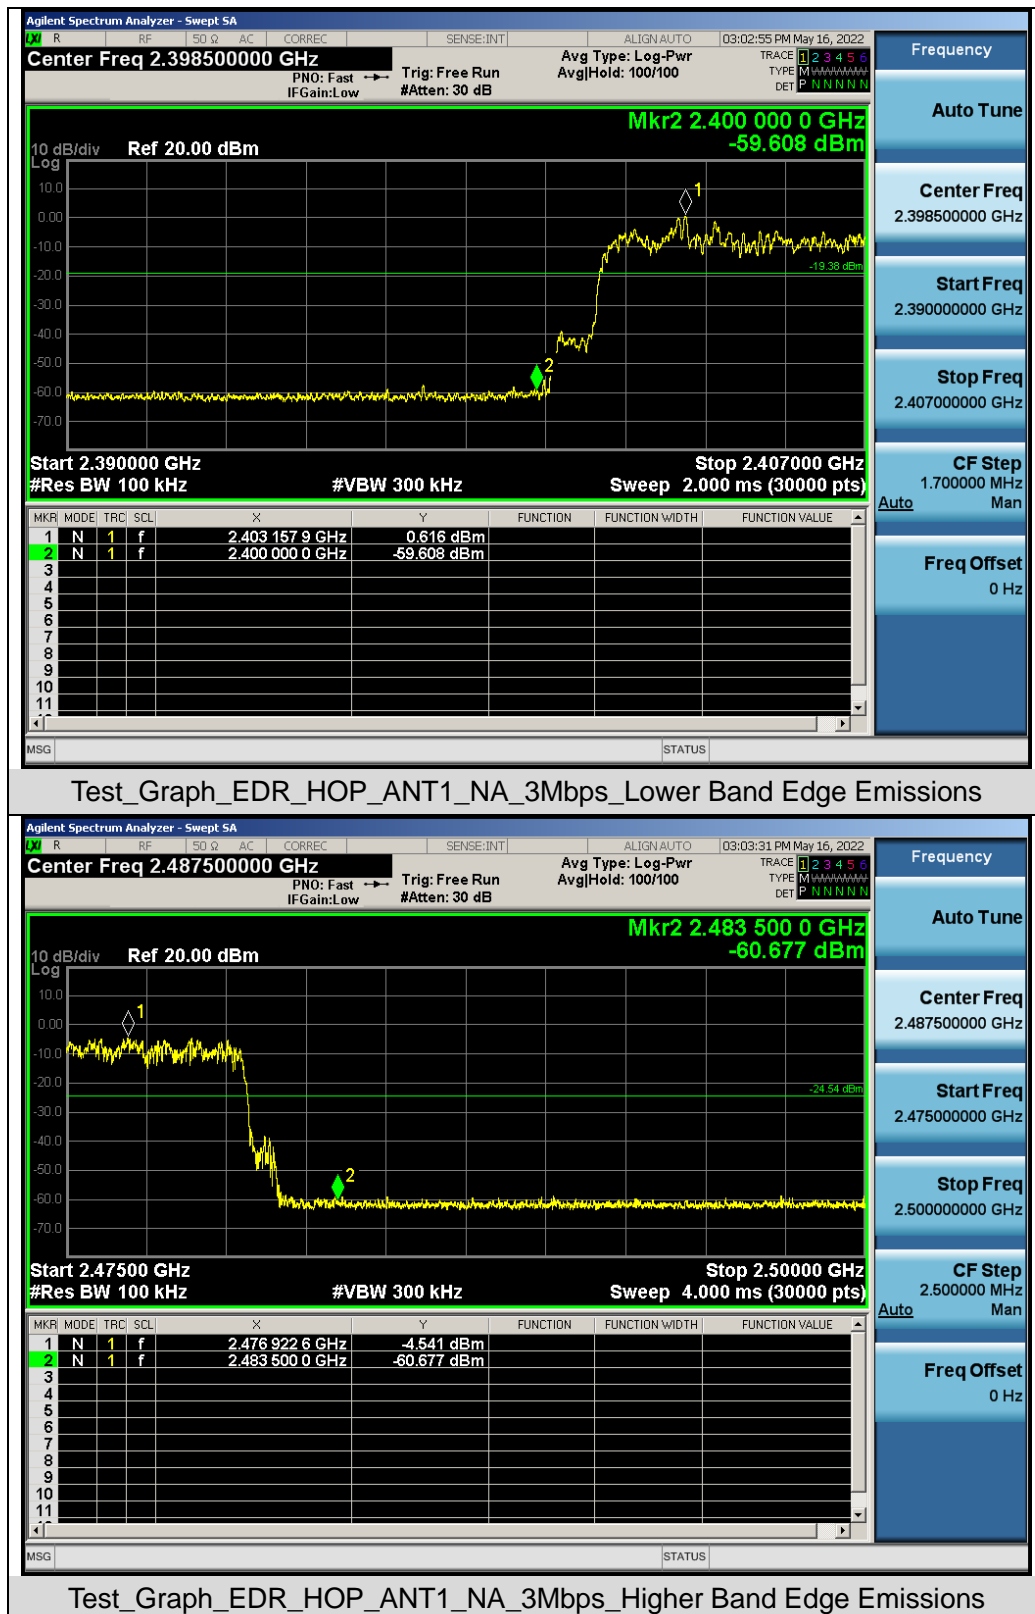 Agilent Spectrum Analyzer - Swept SA
LXI R RF 50 Ω AC CORREC SENSE:INT ALIGN AUTO 03:02:55 PM May 16, 2022
Center Freq 2.398500000 GHz
PNO: Fast
IFGain:Low
Trig: Free Run
#Atten: 30 dB
Avg Type: Log-Pwr
Avg|Hold: 100/100
TRACE 1 2 3 4 5 6
TYPE M WWWWW
DET P N N N N N
Mkr2 2.400 000 0 GHz
-59.608 dBm
10 dB/div
Log
Ref 20.00 dBm
10.0
0.00
-10.0
-20.0
-30.0
-40.0
-50.0
-60.0
-70.0
1
-19.38 dBm
2
Start 2.390000 GHz
Stop 2.407000 GHz
#Res BW 100 kHz
#VBW 300 kHz
Sweep 2.000 ms (30000 pts)
MKR MODE TRC SCL X Y FUNCTION FUNCTION WIDTH FUNCTION VALUE
1 N 1 f 2.403 157 9 GHz 0.616 dBm
2 N 1 f 2.400 000 0 GHz -59.608 dBm
3
4
5
6
7
8
9
10
11
MSG
STATUS
Frequency
Auto Tune
Center Freq
2.398500000 GHz
Start Freq
2.390000000 GHz
Stop Freq
2.407000000 GHz
CF Step
1.700000 MHz
Auto Man
Freq Offset
0 Hz
Test_Graph_EDR_HOP_ANT1_NA_3Mbps_Lower Band Edge Emissions
Agilent Spectrum Analyzer - Swept SA
LXI R RF 50 Ω AC CORREC SENSE:INT ALIGN AUTO 03:03:31 PM May 16, 2022
Center Freq 2.487500000 GHz
PNO: Fast
IFGain:Low
Trig: Free Run
#Atten: 30 dB
Avg Type: Log-Pwr
Avg|Hold: 100/100
TRACE 1 2 3 4 5 6
TYPE M WWWWW
DET P N N N N N
Mkr2 2.483 500 0 GHz
-60.677 dBm
10 dB/div
Log
Ref 20.00 dBm
10.0
0.00
-10.0
-20.0
-30.0
-40.0
-50.0
-60.0
-70.0
1
-24.54 dBm
2
Start 2.47500 GHz
Stop 2.50000 GHz
#Res BW 100 kHz
#VBW 300 kHz
Sweep 4.000 ms (30000 pts)
MKR MODE TRC SCL X Y FUNCTION FUNCTION WIDTH FUNCTION VALUE
1 N 1 f 2.476 922 6 GHz -4.541 dBm
2 N 1 f 2.483 500 0 GHz -60.677 dBm
3
4
5
6
7
8
9
10
11
MSG
STATUS
Frequency
Auto Tune
Center Freq
2.487500000 GHz
Start Freq
2.475000000 GHz
Stop Freq
2.500000000 GHz
CF Step
2.500000 MHz
Auto Man
Freq Offset
0 Hz
Test_Graph_EDR_HOP_ANT1_NA_3Mbps_Higher Band Edge Emissions